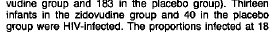 vudine group and 183 in the placebo group). Thirteen
infants in the zidovudine group and 40 in the placebo
group were HIV-infected. The proportions infected at 18